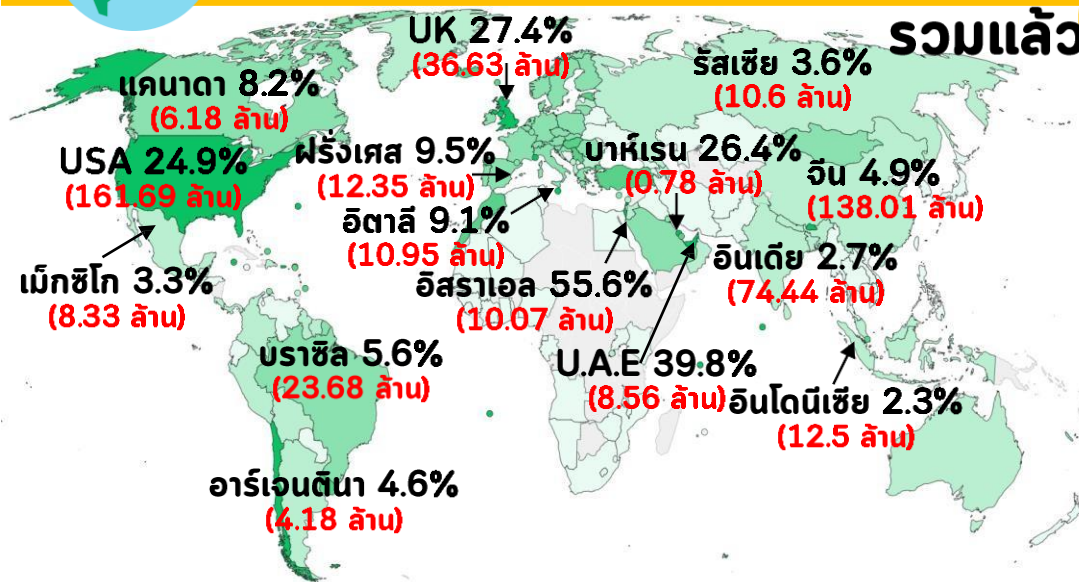 รวมแล้ว
UK 27.4%
(36.63 ล้าน)
รัสเซีย 3.6%
(10.6 ล้าน)
แคนาดา 8.2%
(6.18 ล้าน)
USA 24.9%
(161.69 ล้าน)
ฝรั่งเศส 9.5%
(12.35 ล้าน)
บาห์เรน 26.4%
(0.78 ล้าน)
จีน 4.9%
(138.01 ล้าน)
อิตาลี 9.1%
(10.95 ล้าน)
เม็กซิโก 3.3%
(8.33 ล้าน)
อิสราเอล 55.6%
(10.07 ล้าน)
อินเดีย 2.7%
(74.44 ล้าน)
บราซิล 5.6%
(23.68 ล้าน)
U.A.E 39.8%
(8.56 ล้าน)
อินโดนีเซีย 2.3%
(12.5 ล้าน)
อาร์เจนตินา 4.6%
(4.18 ล้าน)